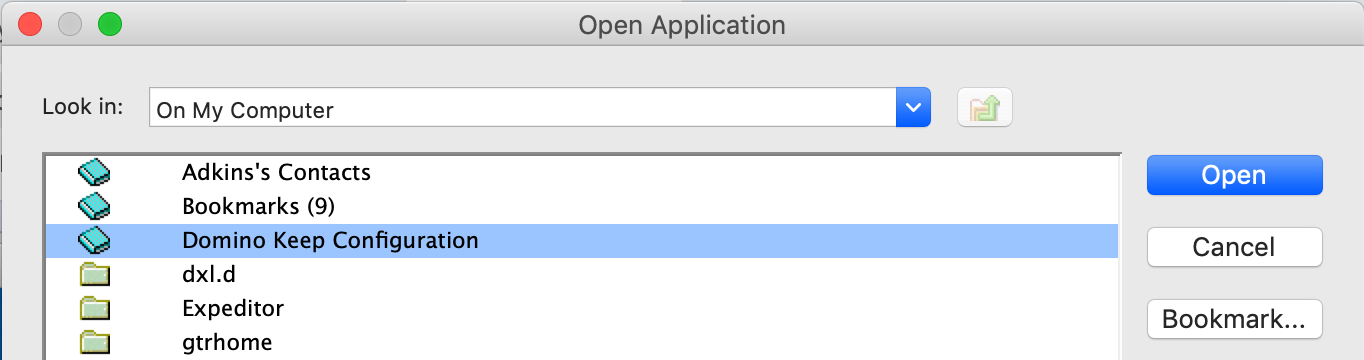 Open Application
Look in: On My Computer
Adkins's Contacts
Open
Bookmarks (9)
Domino Keep Configuration
Cancel
dxl.d
Expeditor
Bookmark...
gtrhome